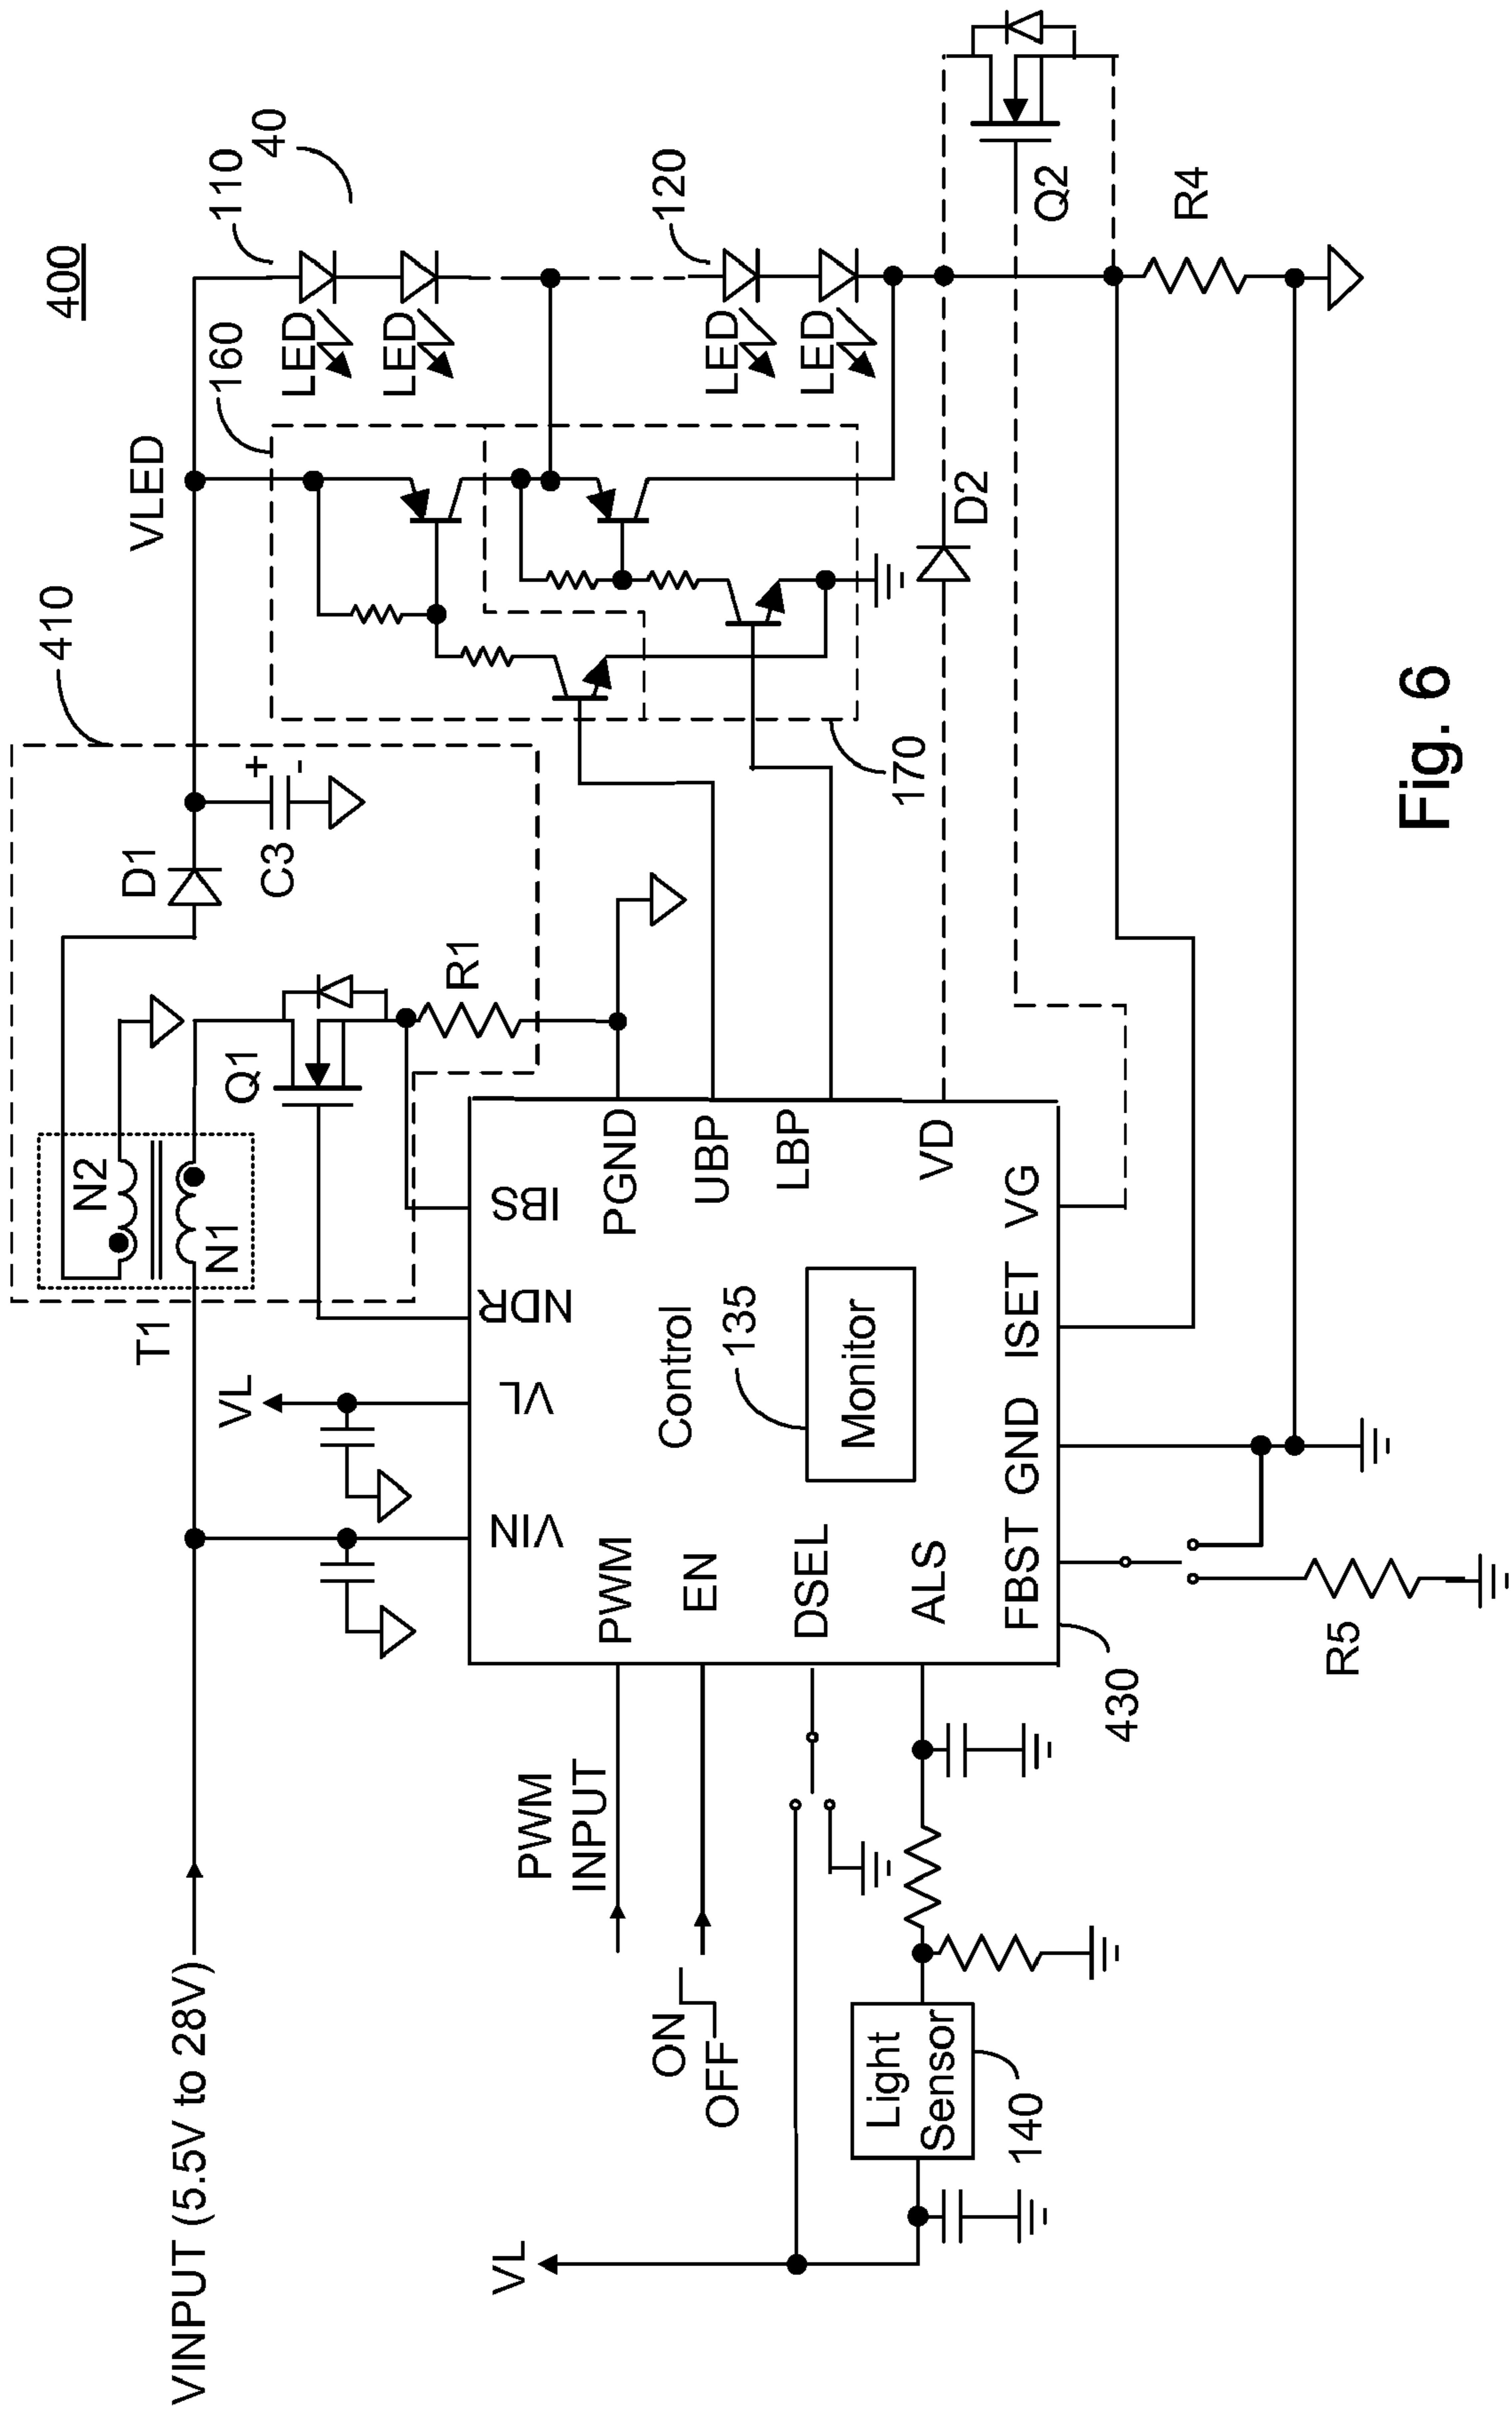 400
VINPUT (5.5V to 28V)
T1
N2
N1
410
D1
C3
+
-
VLED
160
110
40
LED
LED
120
LED
LED
Q1
R1
170
D2
Q2
R4
VL
VIN
VL
NDR
IBS
PGND
UBP
LBP
VD
VG
ISET
GND
FBST
ALS
DSEL
EN
PWM
Control
135
Monitor
430
R5
PWM
INPUT
ON
OFF
VL
Light
Sensor
140
Fig. 6